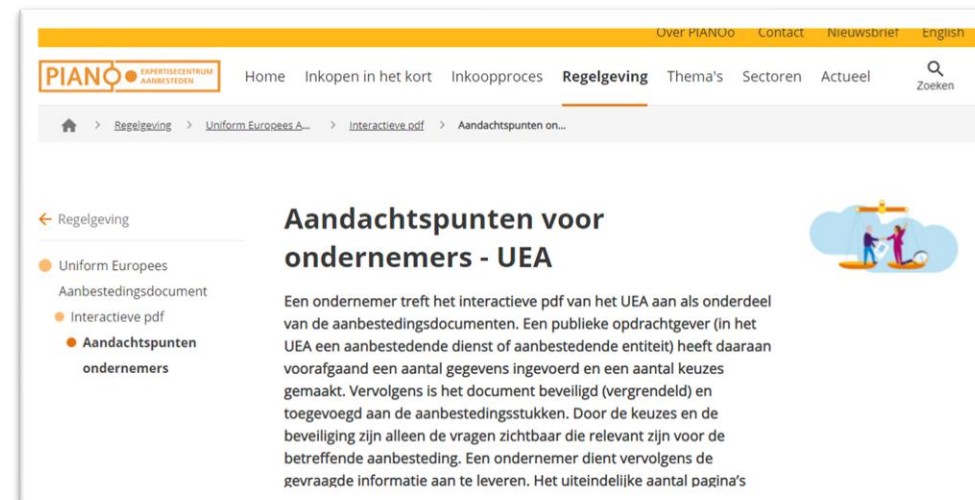 Over PIANOo Contact Nieuwsbrief English
PIANO EXPERTISECENTRUM AANBESTEDEN
Home Inkopen in het kort Inkoopproces Regelgeving Thema's Sectoren Actueel Zoeken
> Regelgeving > Uniform Europees A... > Interactieve pdf > Aandachtspunten on...
← Regelgeving
Uniform Europees
Aanbestedingsdocument
Interactieve pdf
Aandachtspunten
ondernemers
Aandachtspunten voor
ondernemers - UEA
Een ondernemer treft het interactieve pdf van het UEA aan als onderdeel
van de aanbestedingsdocumenten. Een publieke opdrachtgever (in het
UEA een aanbestedende dienst of aanbestedende entiteit) heeft daaraan
voorafgaand een aantal gegevens ingevoerd en een aantal keuzes
gemaakt. Vervolgens is het document beveiligd (vergrendeld) en
toegevoegd aan de aanbestedingsstukken. Door de keuzes en de
beveiliging zijn alleen de vragen zichtbaar die relevant zijn voor de
betreffende aanbesteding. Een ondernemer dient vervolgens de
gevraagde informatie aan te leveren. Het uiteindelijke aantal pagina's